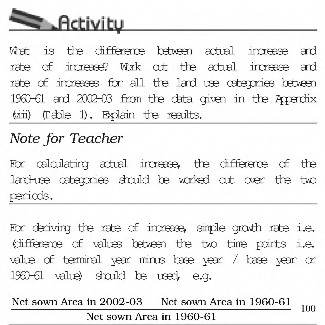 Activity
What is the difference between actual increase and
rate of increase? Work out the actual increase and
rate of increases for all the land use categories between
1960-61 and 2002-03 from the data given in the Appendix
(viii) (Table 1). Explain the results.
Note for Teacher
For calculating actual increase, the difference of the
land-use categories should be worked out over the two
periods.
For deriving the rate of increase, simple growth rate i.e.
(difference of values between the two time points i.e.
value of terminal year minus base year / base year or
1960-61 value) should be used, e.g.
Net sown Area in 2002-03 Net sown Area in 1960-61
Net sown Area in 1960-61
100